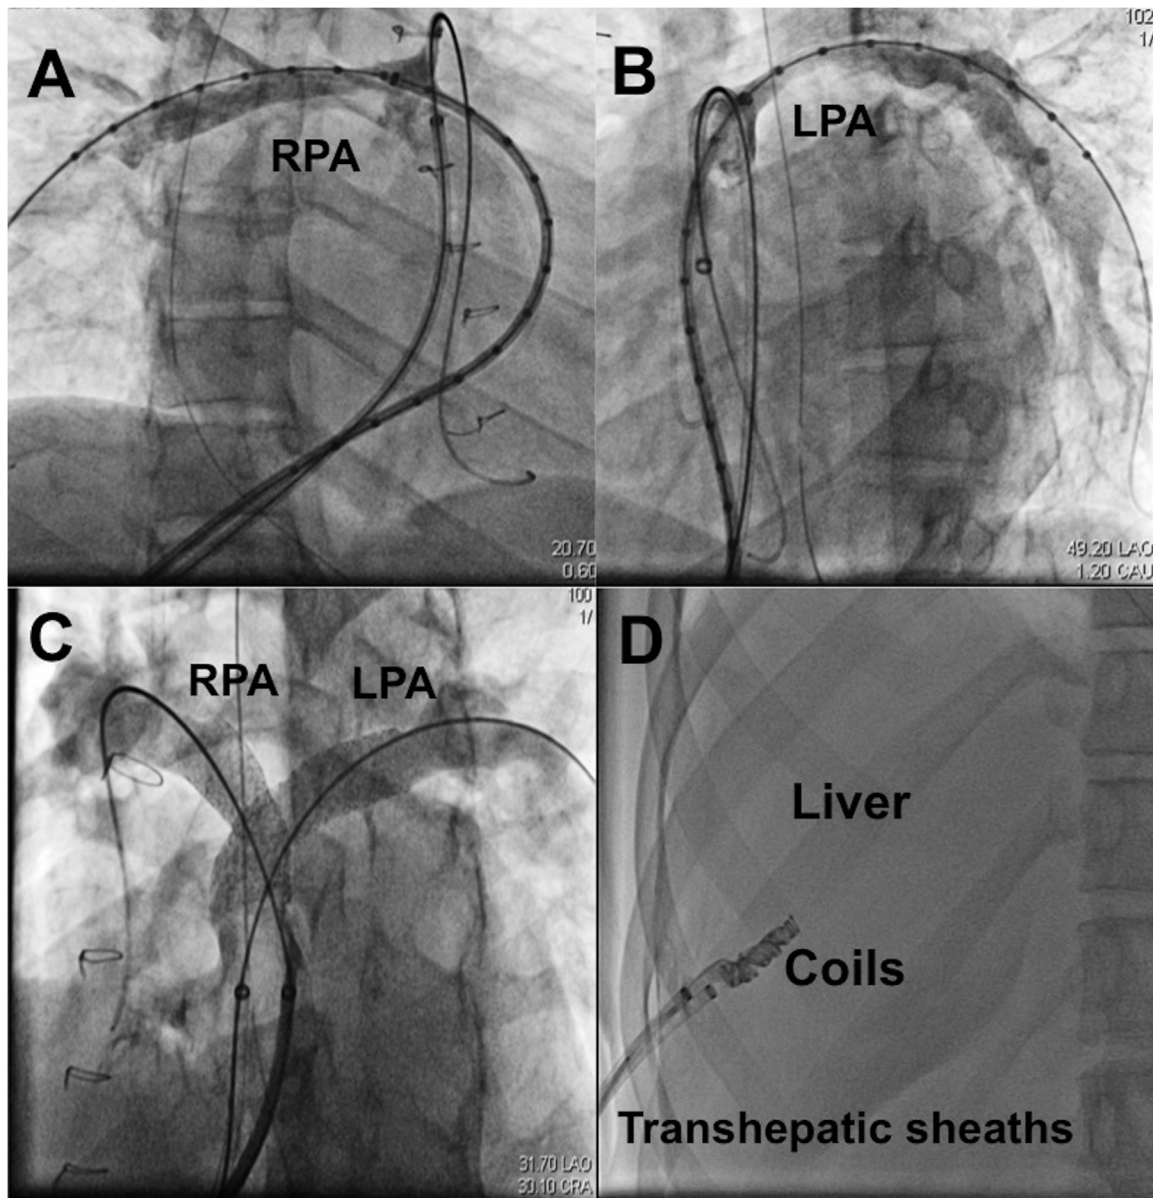 A
RPA
20.70
0.60
B
LPA
102
1/
49.20 LAO
1.20 CAU
C
RPA
LPA
100
1/
31.70 LAO
30.10 CRA
D
Liver
Coils
Transhepatic sheaths